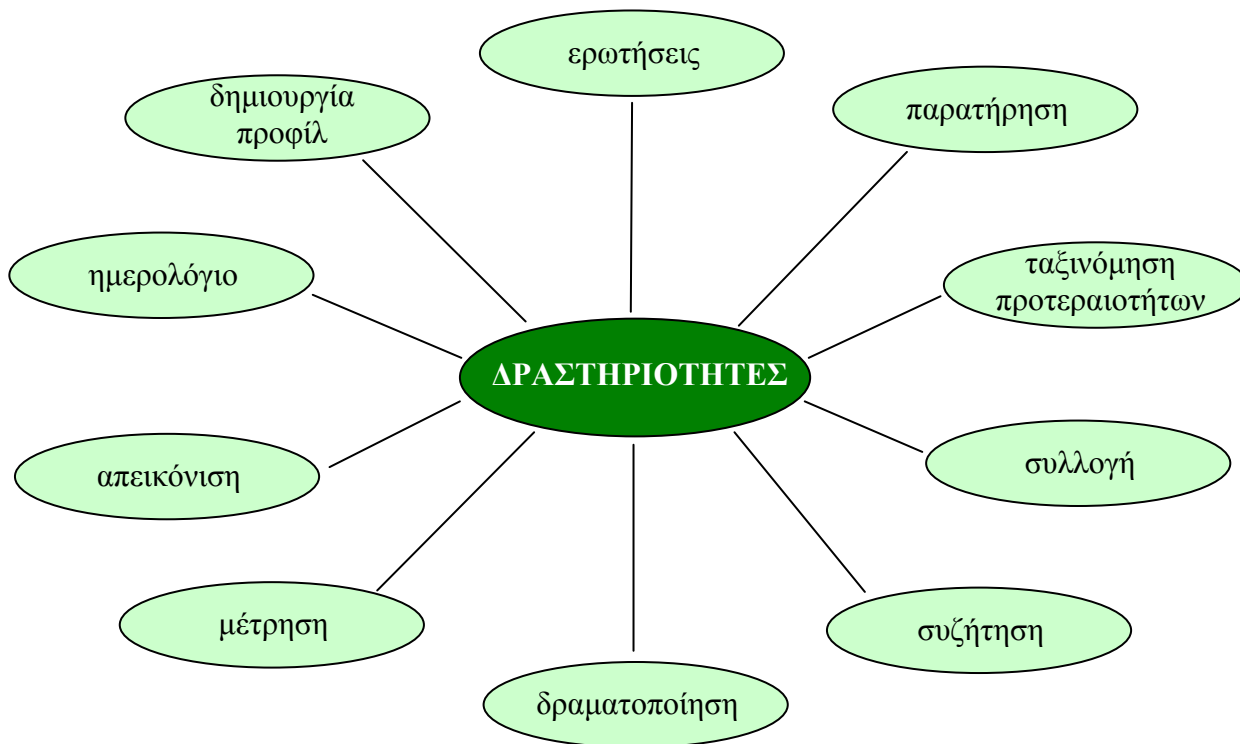 ερωτήσεις
δημιουργία
προφίλ
παρατήρηση
ημερολόγιο
ταξινόμηση
προτεραιοτήτων
ΔΡΑΣΤΗΡΙΟΤΗΤΕΣ
απεικόνιση
συλλογή
μέτρηση
συζήτηση
δραματοποίηση